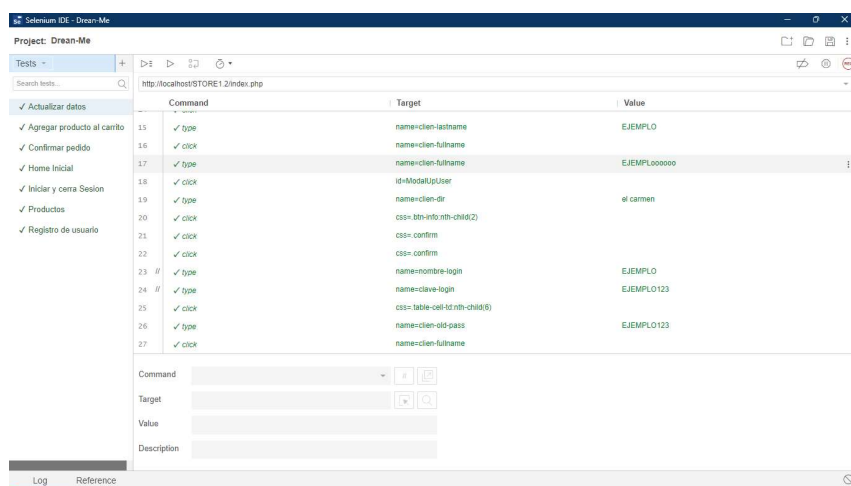 Selenium IDE - Drean-Me
Project: Drean-Me
Tests
Search tests...
http://localhost/STORE1.2/index.php
Command Target Value
✓ Actualizar datos
✓ Agregar producto al carrito
✓ Confirmar pedido
✓ Home Inicial
✓ Iniciar y cerra Sesion
✓ Productos
✓ Registro de usuario
15 ✓ type name=clien-lastname EJEMPLO
16 ✓ click name=clien-fullname
17 ✓ type name=clien-fullname EJEMPLoooooo
18 ✓ click id=ModalUpUser
19 ✓ type name=clien-dir el carmen
20 ✓ click css=.btn-info:nth-child(2)
21 ✓ click css=.confirm
22 ✓ click css=.confirm
23 // ✓ type name=nombre-login EJEMPLO
24 // ✓ type name=clave-login EJEMPLO123
25 ✓ click css=.table-cell-td:nth-child(6)
26 ✓ type name=clien-old-pass EJEMPLO123
27 ✓ click name=clien-fullname
Command
Target
Value
Description
Log Reference